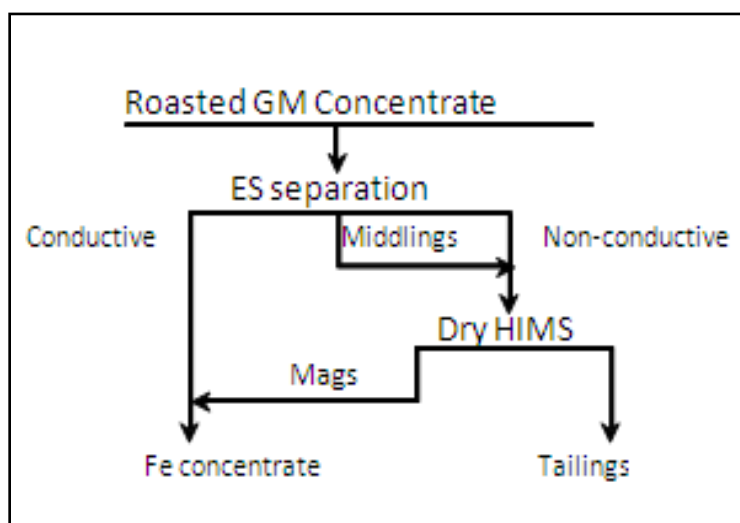 Roasted GM Concentrate
ES separation
Conductive
Middlings
Non-conductive
Dry HIMS
Mags
Fe concentrate
Tailings